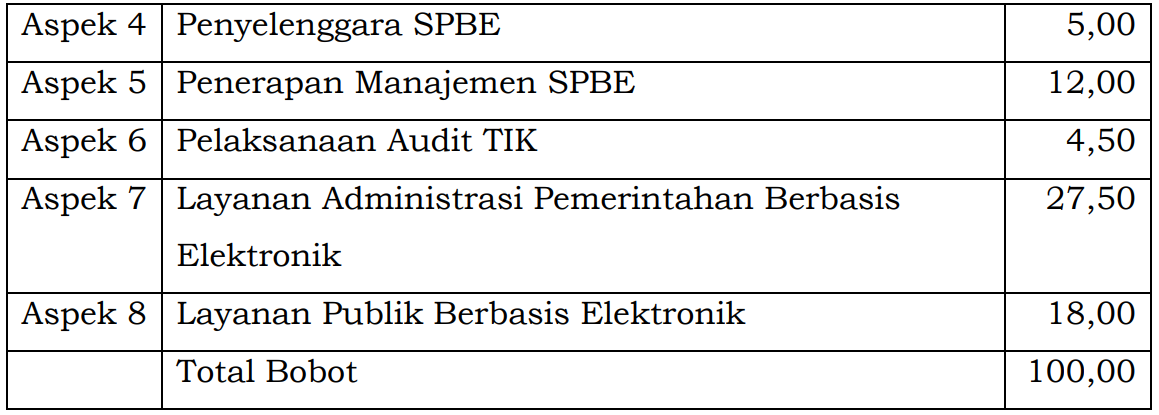 Aspek 4 Penyelenggara SPBE 5,00
Aspek 5 Penerapan Manajemen SPBE 12,00
Aspek 6 Pelaksanaan Audit TIK 4,50
Aspek 7 Layanan Administrasi Pemerintahan Berbasis 27,50
Elektronik
Aspek 8 Layanan Publik Berbasis Elektronik 18,00
Total Bobot 100,00